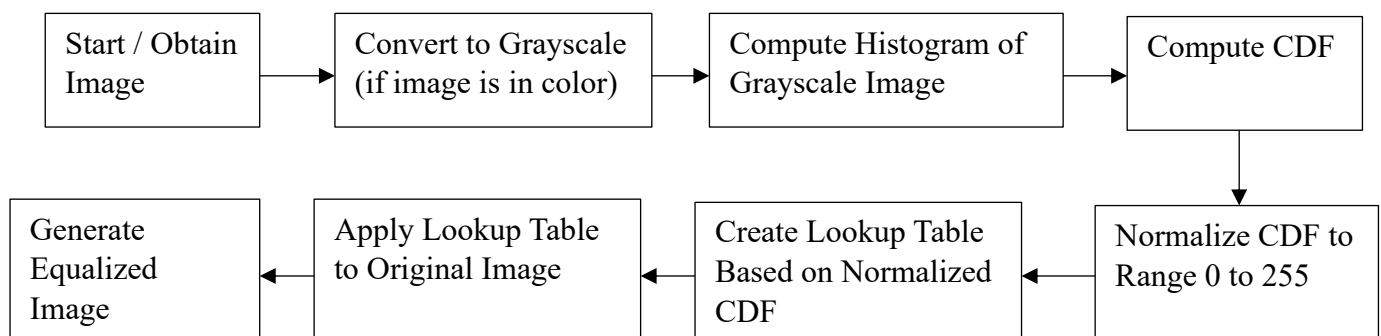 Start / Obtain
Image
Convert to Grayscale
(if image is in color)
Compute Histogram of
Grayscale Image
Compute CDF
Normalize CDF to
Range 0 to 255
Create Lookup Table
Based on Normalized
CDF
Apply Lookup Table
to Original Image
Generate
Equalized
Image